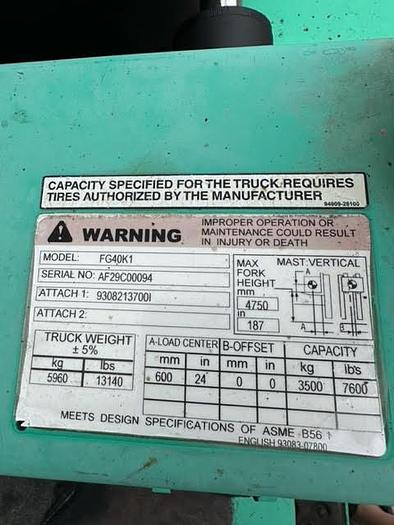 CAPACITY SPECIFIED FOR THE TRUCK REQUIRES
TIRES AUTHORIZED BY THE MANUFACTURER
94909-28100
WARNING
IMPROPER OPERATION OR
MAINTENANCE COULD RESULT
IN INJURY OR DEATH
MODEL: FG40K1
SERIAL NO: AF29C00094
ATTACH 1: 9308213700I
ATTACH 2:
MAX
FORK
HEIGHT
mm
4750
in
187
MAST:VERTICAL
A
A
B
TRUCK WEIGHT
± 5%
kg lbs
5960 13140
A-LOAD CENTER B-OFFSET CAPACITY
mm in mm in kg lbs
600 24 0 0 3500 7600
MEETS DESIGN SPECIFICATIONS OF ASME B56 1
ENGLISH 93083-07800